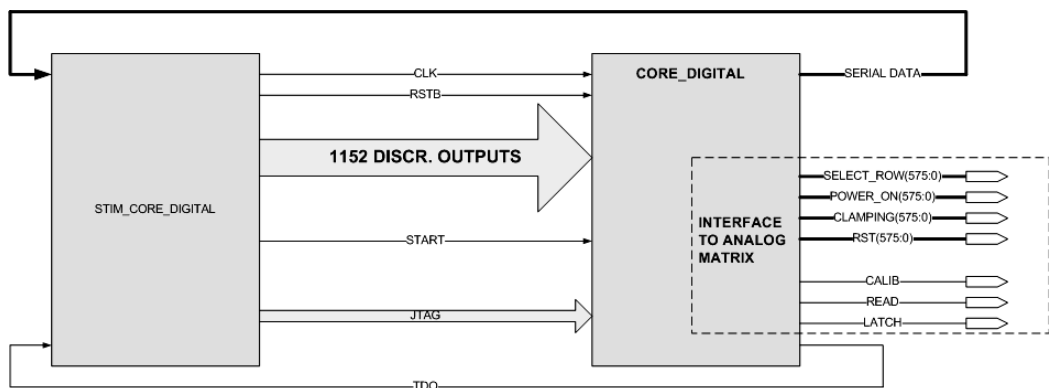 CLK
CORE_DIGITAL
SERIAL DATA
RSTB
1152 DISCR. OUTPUTS
SELECT_ROW(575:0)
POWER_ON(575:0)
STIM_CORE_DIGITAL
CLAMPING(575:0)
INTERFACE
TO ANALOG
MATRIX
START
RST(575:0)
CALIB
READ
JTAG
LATCH
TDO